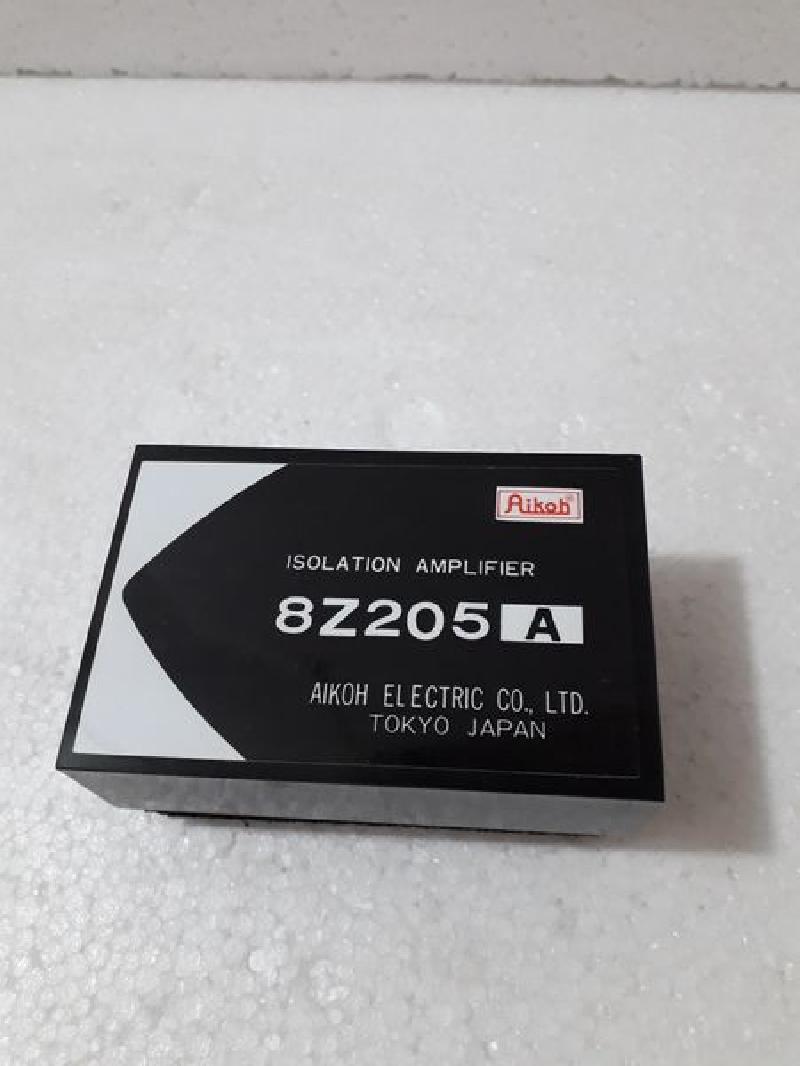 Aikoh®
ISOLATION AMPLIFIER
8Z205 A
AIKOH ELECTRIC CO., LTD.
TOKYO JAPAN